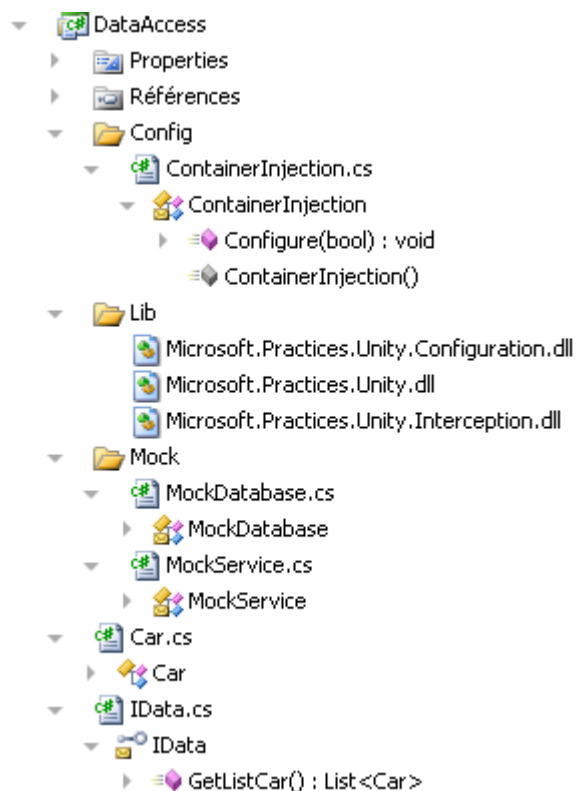 DataAccess
Properties
Références
Config
ContainerInjection.cs
ContainerInjection
Configure(bool) : void
ContainerInjection()
Lib
Microsoft.Practices.Unity.Configuration.dll
Microsoft.Practices.Unity.dll
Microsoft.Practices.Unity.Interception.dll
Mock
MockDatabase.cs
MockDatabase
MockService.cs
MockService
Car.cs
Car
IData.cs
IData
GetListCar() : List<Car>